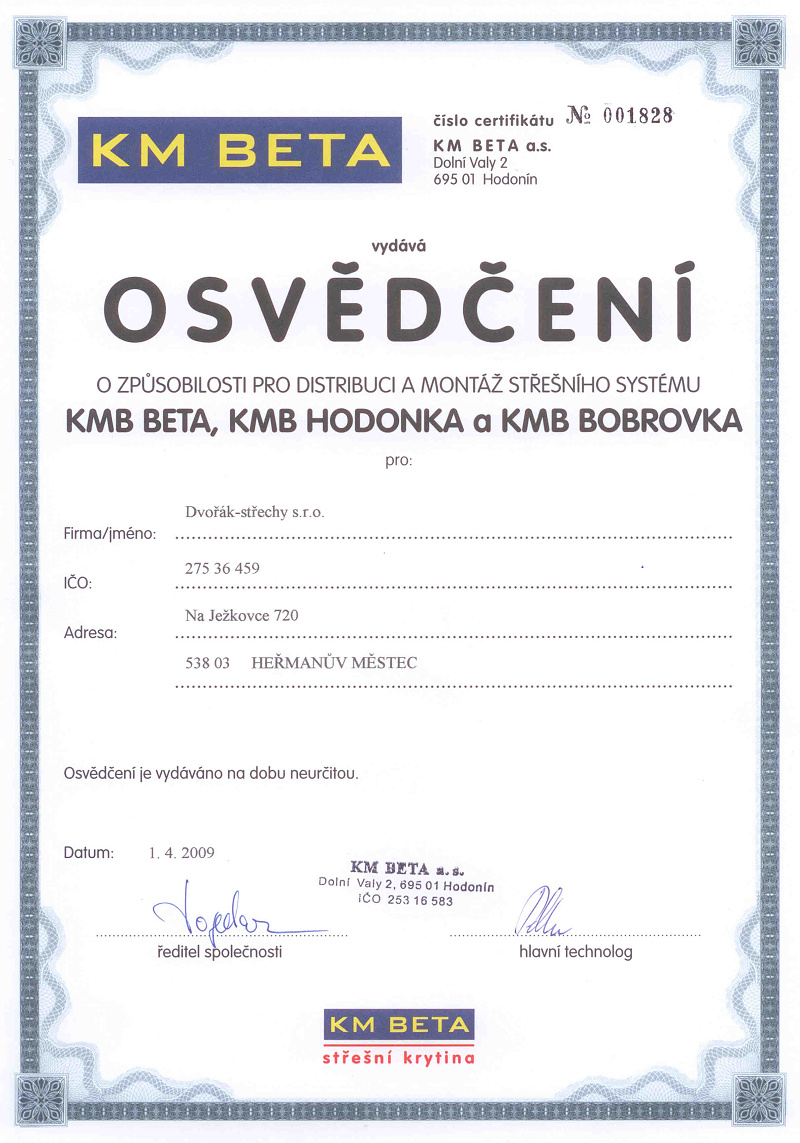 KM BETA
číslo certifikátu № 001828
KM BETA a.s.
Dolní Valy 2
695 01 Hodonín
vydává
OSVĚDČENÍ
O ZPŮSOBILOSTI PRO DISTRIBUCI A MONTÁŽ STŘEŠNÍHO SYSTÉMU
KMB BETA, KMB HODONKA a KMB BOBROVKA
pro:
Firma/jméno: Dvořák-střechy s.r.o.
IČO: 275 36 459
Adresa: Na Ježkovce 720
538 03 HEŘMANŮV MĚSTEC
Osvědčení je vydáváno na dobu neurčitou.
Datum: 1. 4. 2009
KM BETA a.s.
Dolní Valy 2, 695 01 Hodonín
IČO 253 16 583
ředitel společnosti
hlavní technolog
KM BETA
střešní krytina